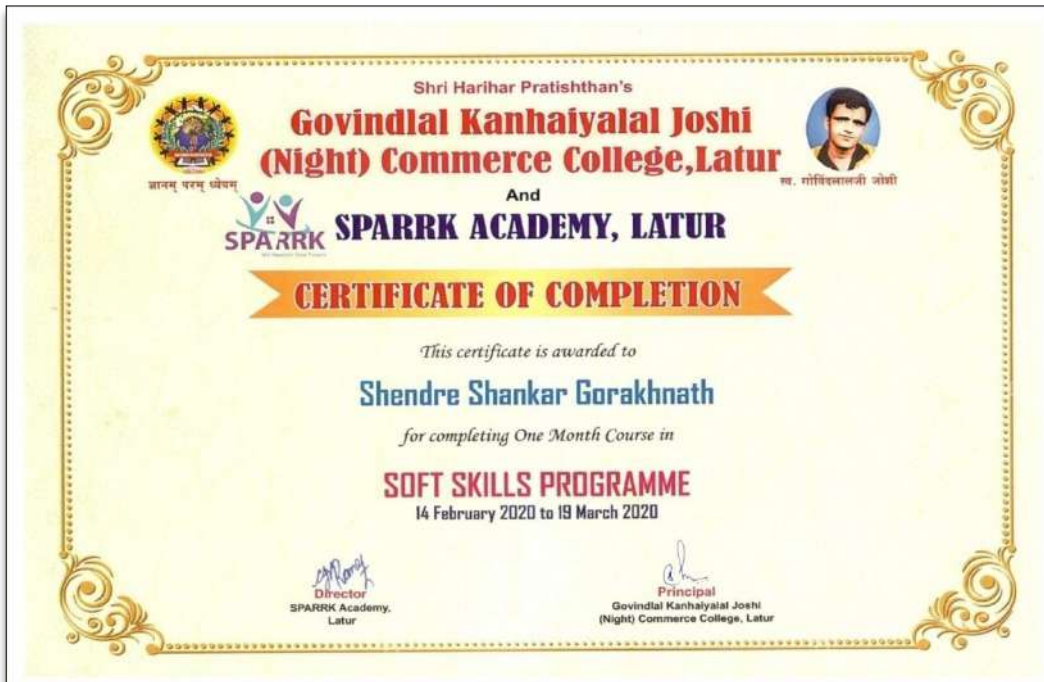 Shri Harihar Pratishthan's
Govindlal Kanhaiyalal Joshi
(Night) Commerce College,Latur
ज्ञानम् परम् ध्येयम्
स्व. गोविंदलालजी जोशी
And
SPARRK
SPARRK ACADEMY, LATUR
CERTIFICATE OF COMPLETION
This certificate is awarded to
Shendre Shankar Gorakhnath
for completing One Month Course in
SOFT SKILLS PROGRAMME
14 February 2020 to 19 March 2020
Director
SPARRK Academy,
Latur
Principal
Govindlal Kanhaiyalal Joshi
(Night) Commerce College, Latur